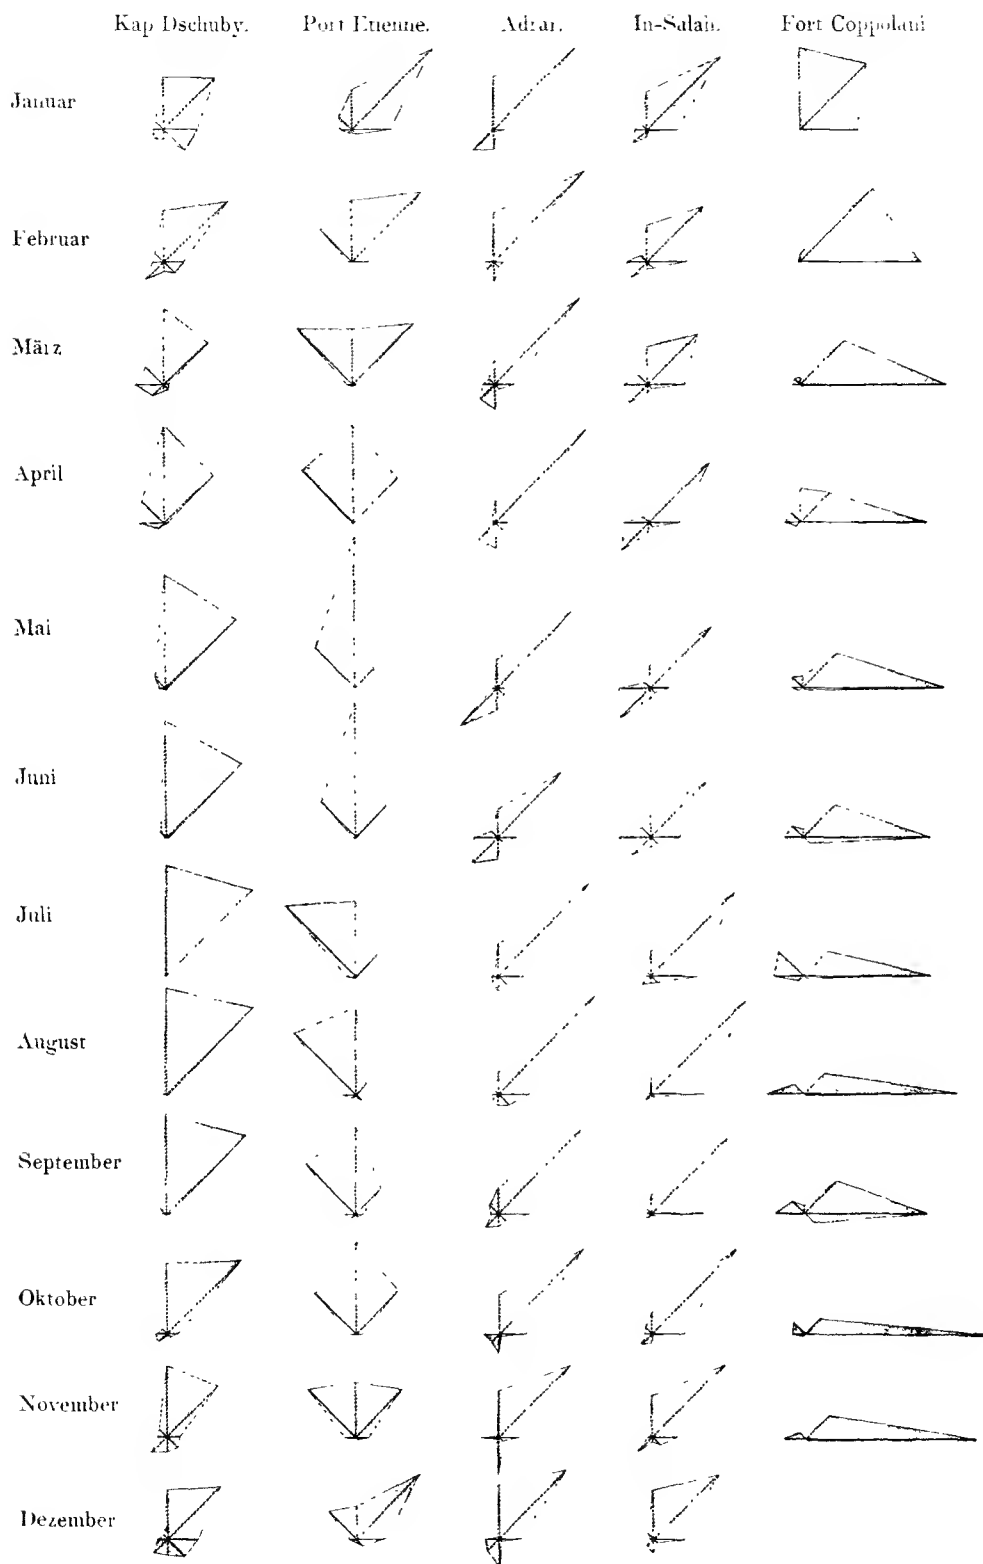 Kap Dschuby. Port Etienne. Adrar. In-Salah. Fort Coppolani
Januar
Februar
März
April
Mai
Juni
Juli
August
September
Oktober
November
Dezember